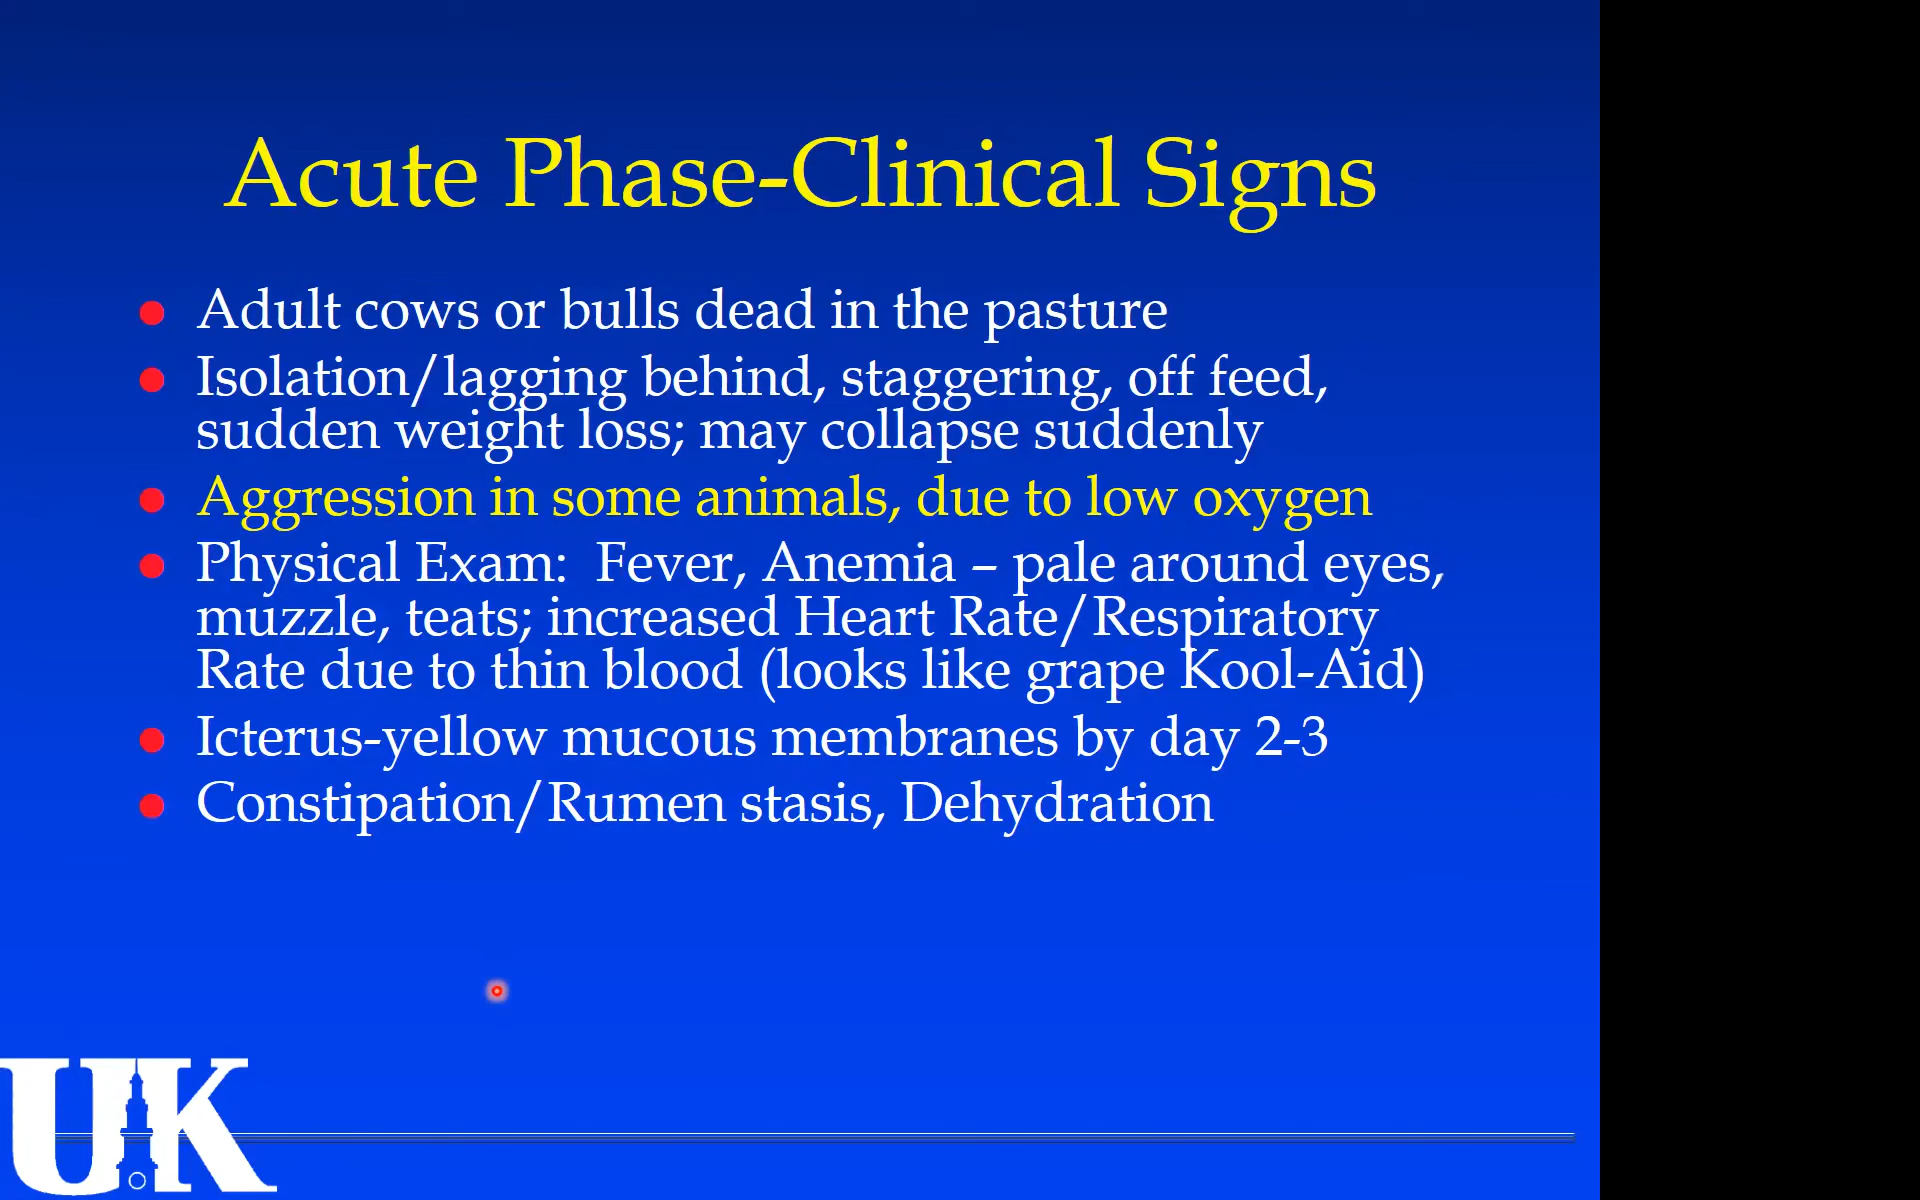 Acute Phase-Clinical Signs
Adult cows or bulls dead in the pasture
Isolation/lagging behind, staggering, off feed,
sudden weight loss; may collapse suddenly
Aggression in some animals, due to low oxygen
Physical Exam:  Fever, Anemia – pale around eyes,
muzzle, teats; increased Heart Rate/Respiratory
Rate due to thin blood (looks like grape Kool-Aid)
Icterus-yellow mucous membranes by day 2-3
Constipation/Rumen stasis, Dehydration
UK